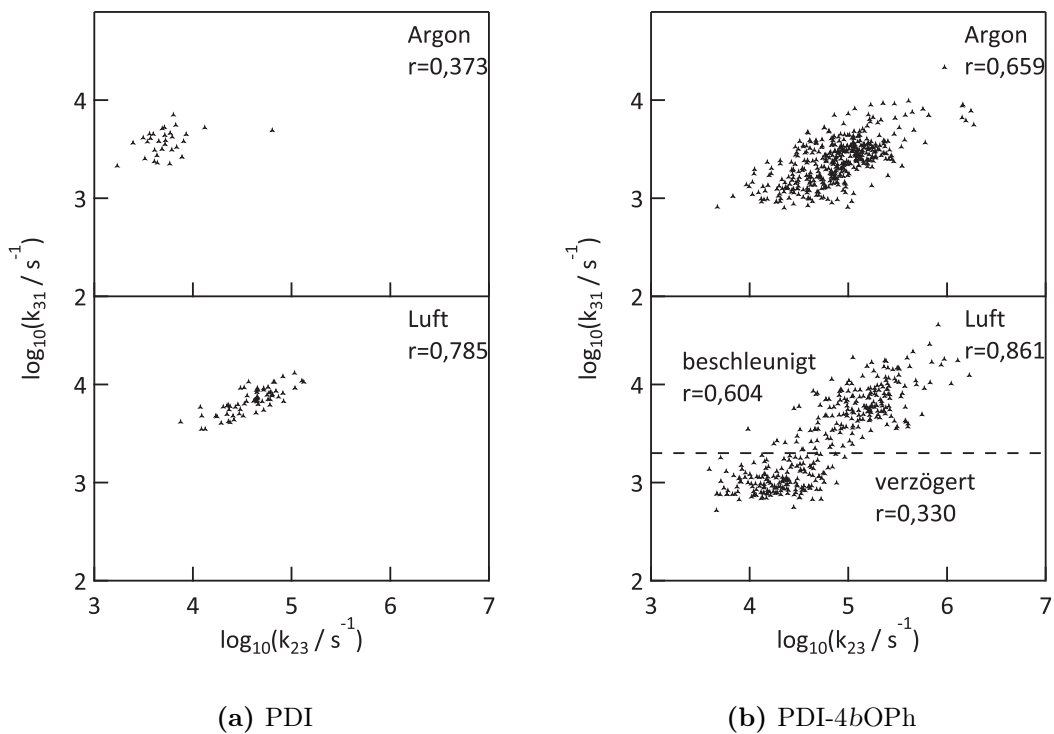 Argon
r=0,373
4
3
2
log₁₀(k₃₁ / s⁻¹)
Luft
r=0,785
4
3
2
3
4
5
6
7
log₁₀(k₂₃ / s⁻¹)
(a) PDI
Argon
r=0,659
4
3
2
log₁₀(k₃₁ / s⁻¹)
Luft
r=0,861
beschleunigt
r=0,604
verzögert
r=0,330
4
3
2
3
4
5
6
7
log₁₀(k₂₃ / s⁻¹)
(b) PDI-4bOPh